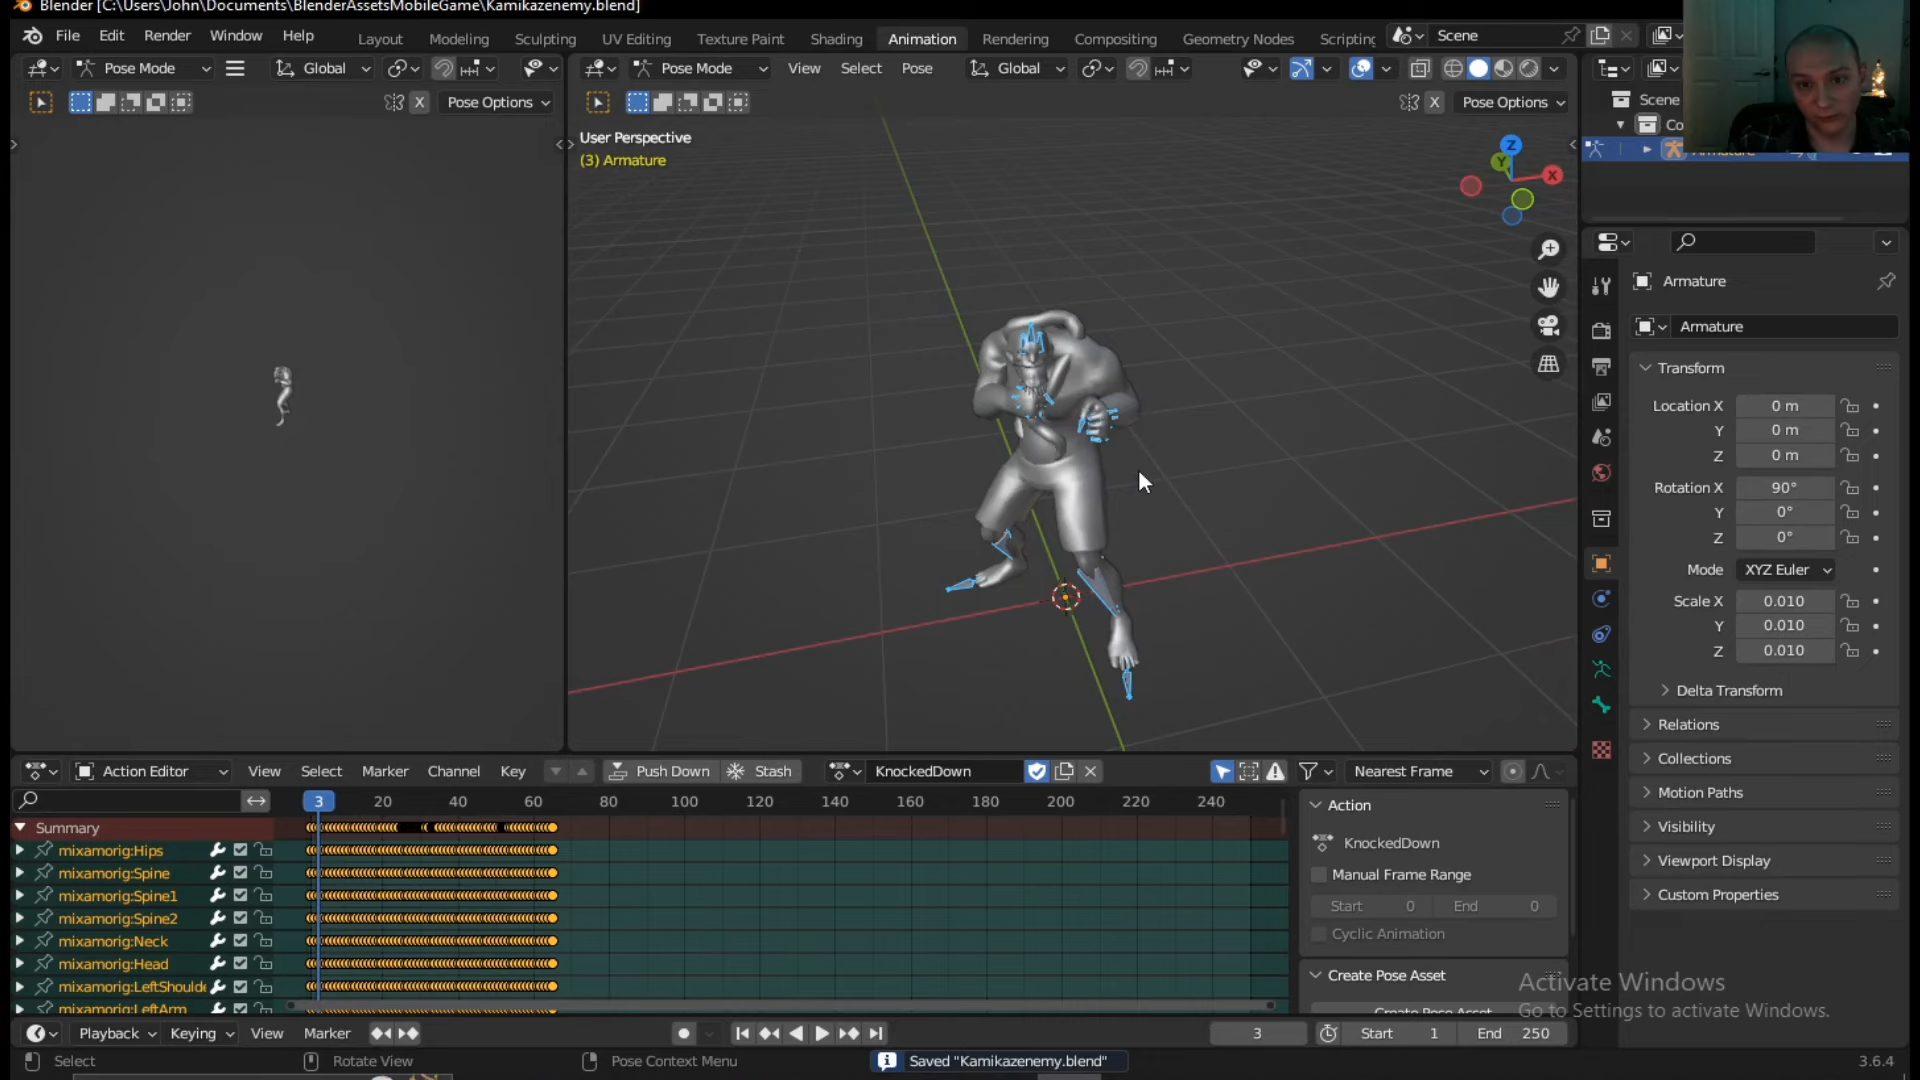 Blender [C:\Users\John\Documents\BlenderAssetsMobileGame\Kamikazenemy.blend]
File Edit Render Window Help Layout Modeling Sculpting UV Editing Texture Paint Shading Animation Rendering Compositing Geometry Nodes Scripting Scene
Pose Mode Global Pose Mode View Select Pose Global
X Pose Options X Pose Options Scene
User Perspective
(3) Armature
Z
Y
X
Armature
Armature
Transform
Location X 0 m
Y 0 m
Z 0 m
Rotation X 90°
Y 0°
Z 0°
Mode XYZ Euler
Scale X 0.010
Y 0.010
Z 0.010
Delta Transform
Relations
Collections
Motion Paths
Visibility
Viewport Display
Custom Properties
Action Editor View Select Marker Channel Key Push Down Stash KnockedDown Nearest Frame
3 20 40 60 80 100 120 140 160 180 200 220 240
Summary
mixamorig:Hips
mixamorig:Spine
mixamorig:Spine1
mixamorig:Spine2
mixamorig:Neck
mixamorig:Head
mixamorig:LeftShoulde
mixamorig:LeftArm
Action
KnockedDown
Manual Frame Range
Start 0 End 0
Cyclic Animation
Create Pose Asset
Create Pose Asset
Activate Windows
Go to Settings to activate Windows.
Playback Keying View Marker 3 Start 1 End 250
Select Rotate View Pose Context Menu Saved "Kamikazenemy.blend" 3.6.4